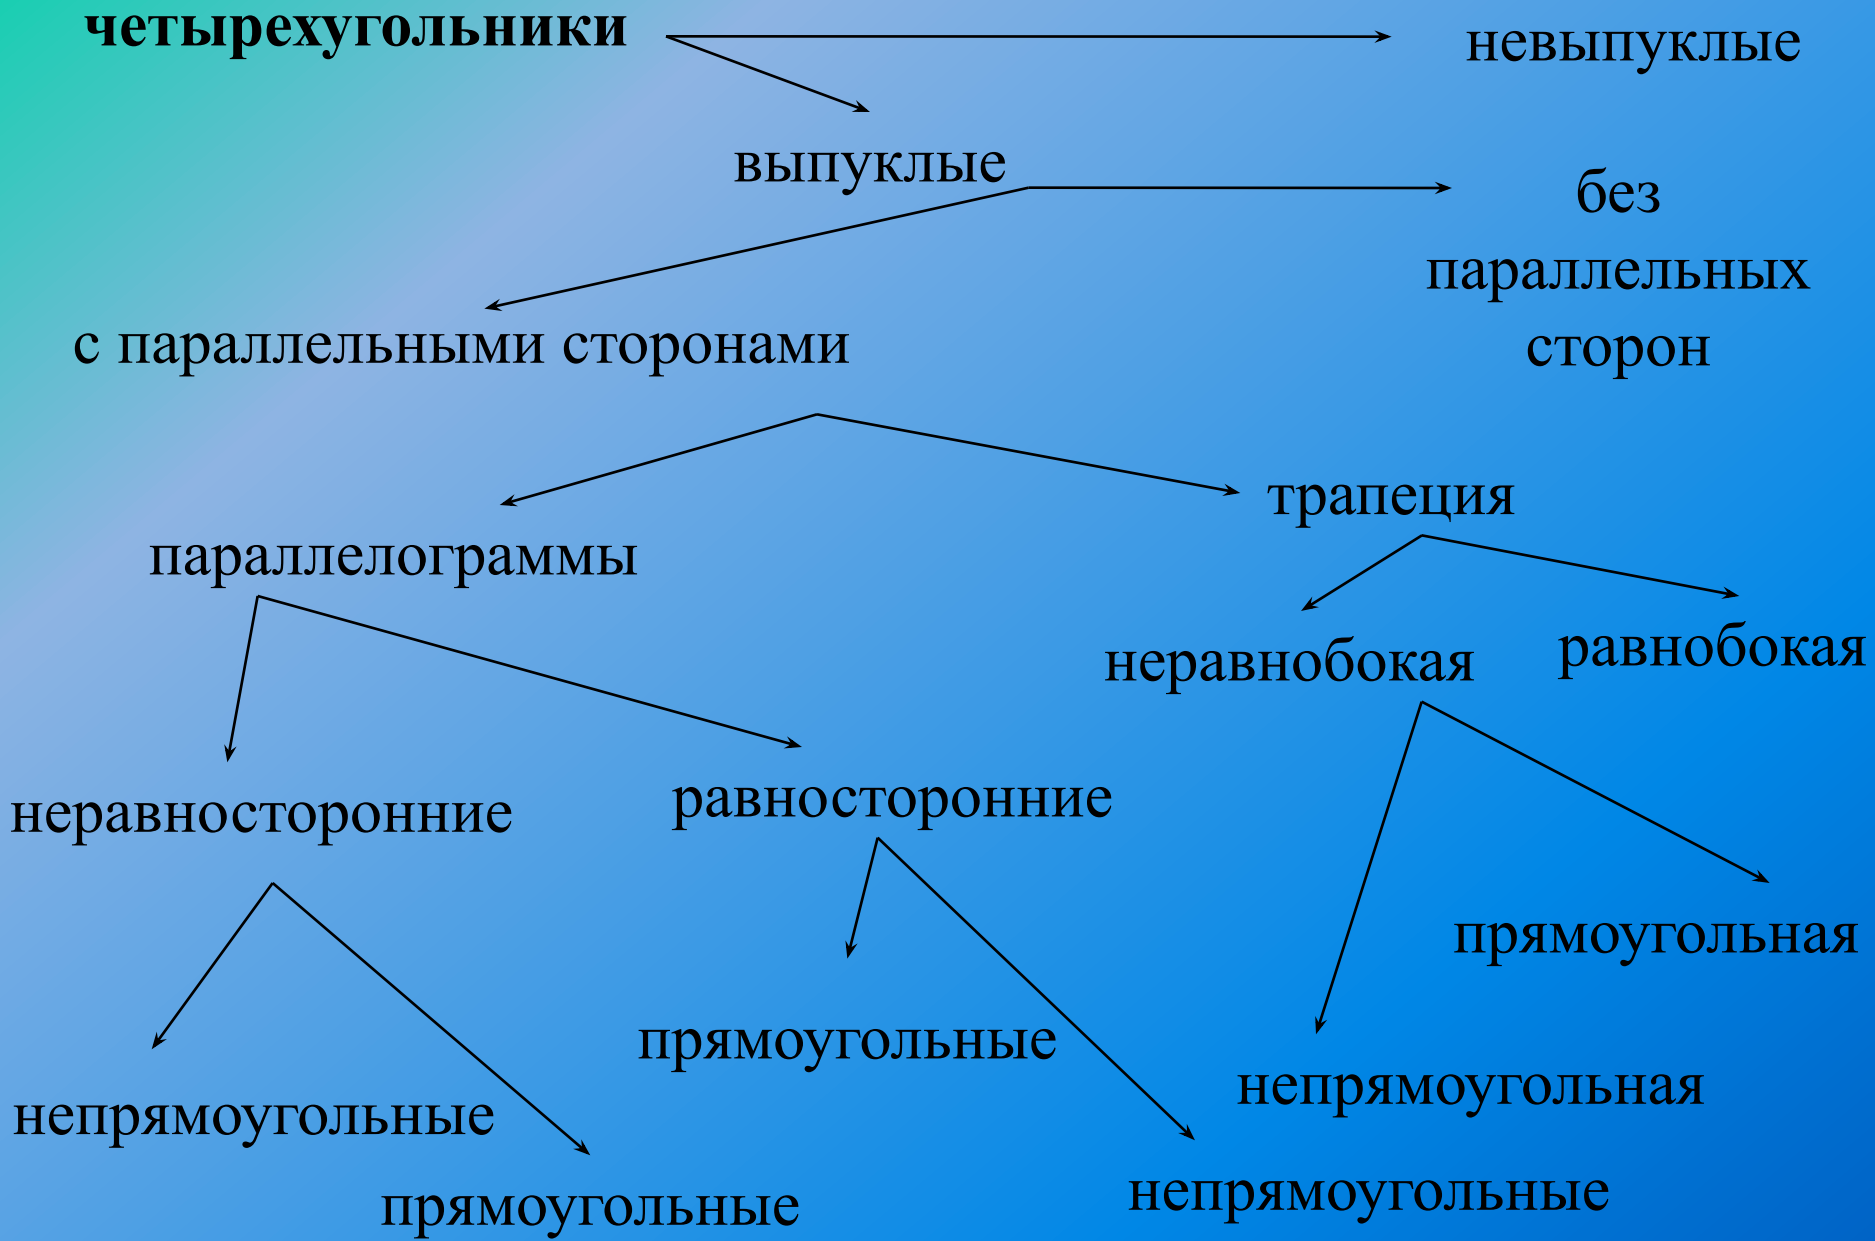 четырехугольники
невыпуклые
выпуклые
без
параллельных
сторон
с параллельными сторонами
трапеция
параллелограммы
неравнобокая
равнобокая
неравносторонние
равносторонние
прямоугольная
прямоугольные
непрямоугольная
непрямоугольные
прямоугольные
непрямоугольные